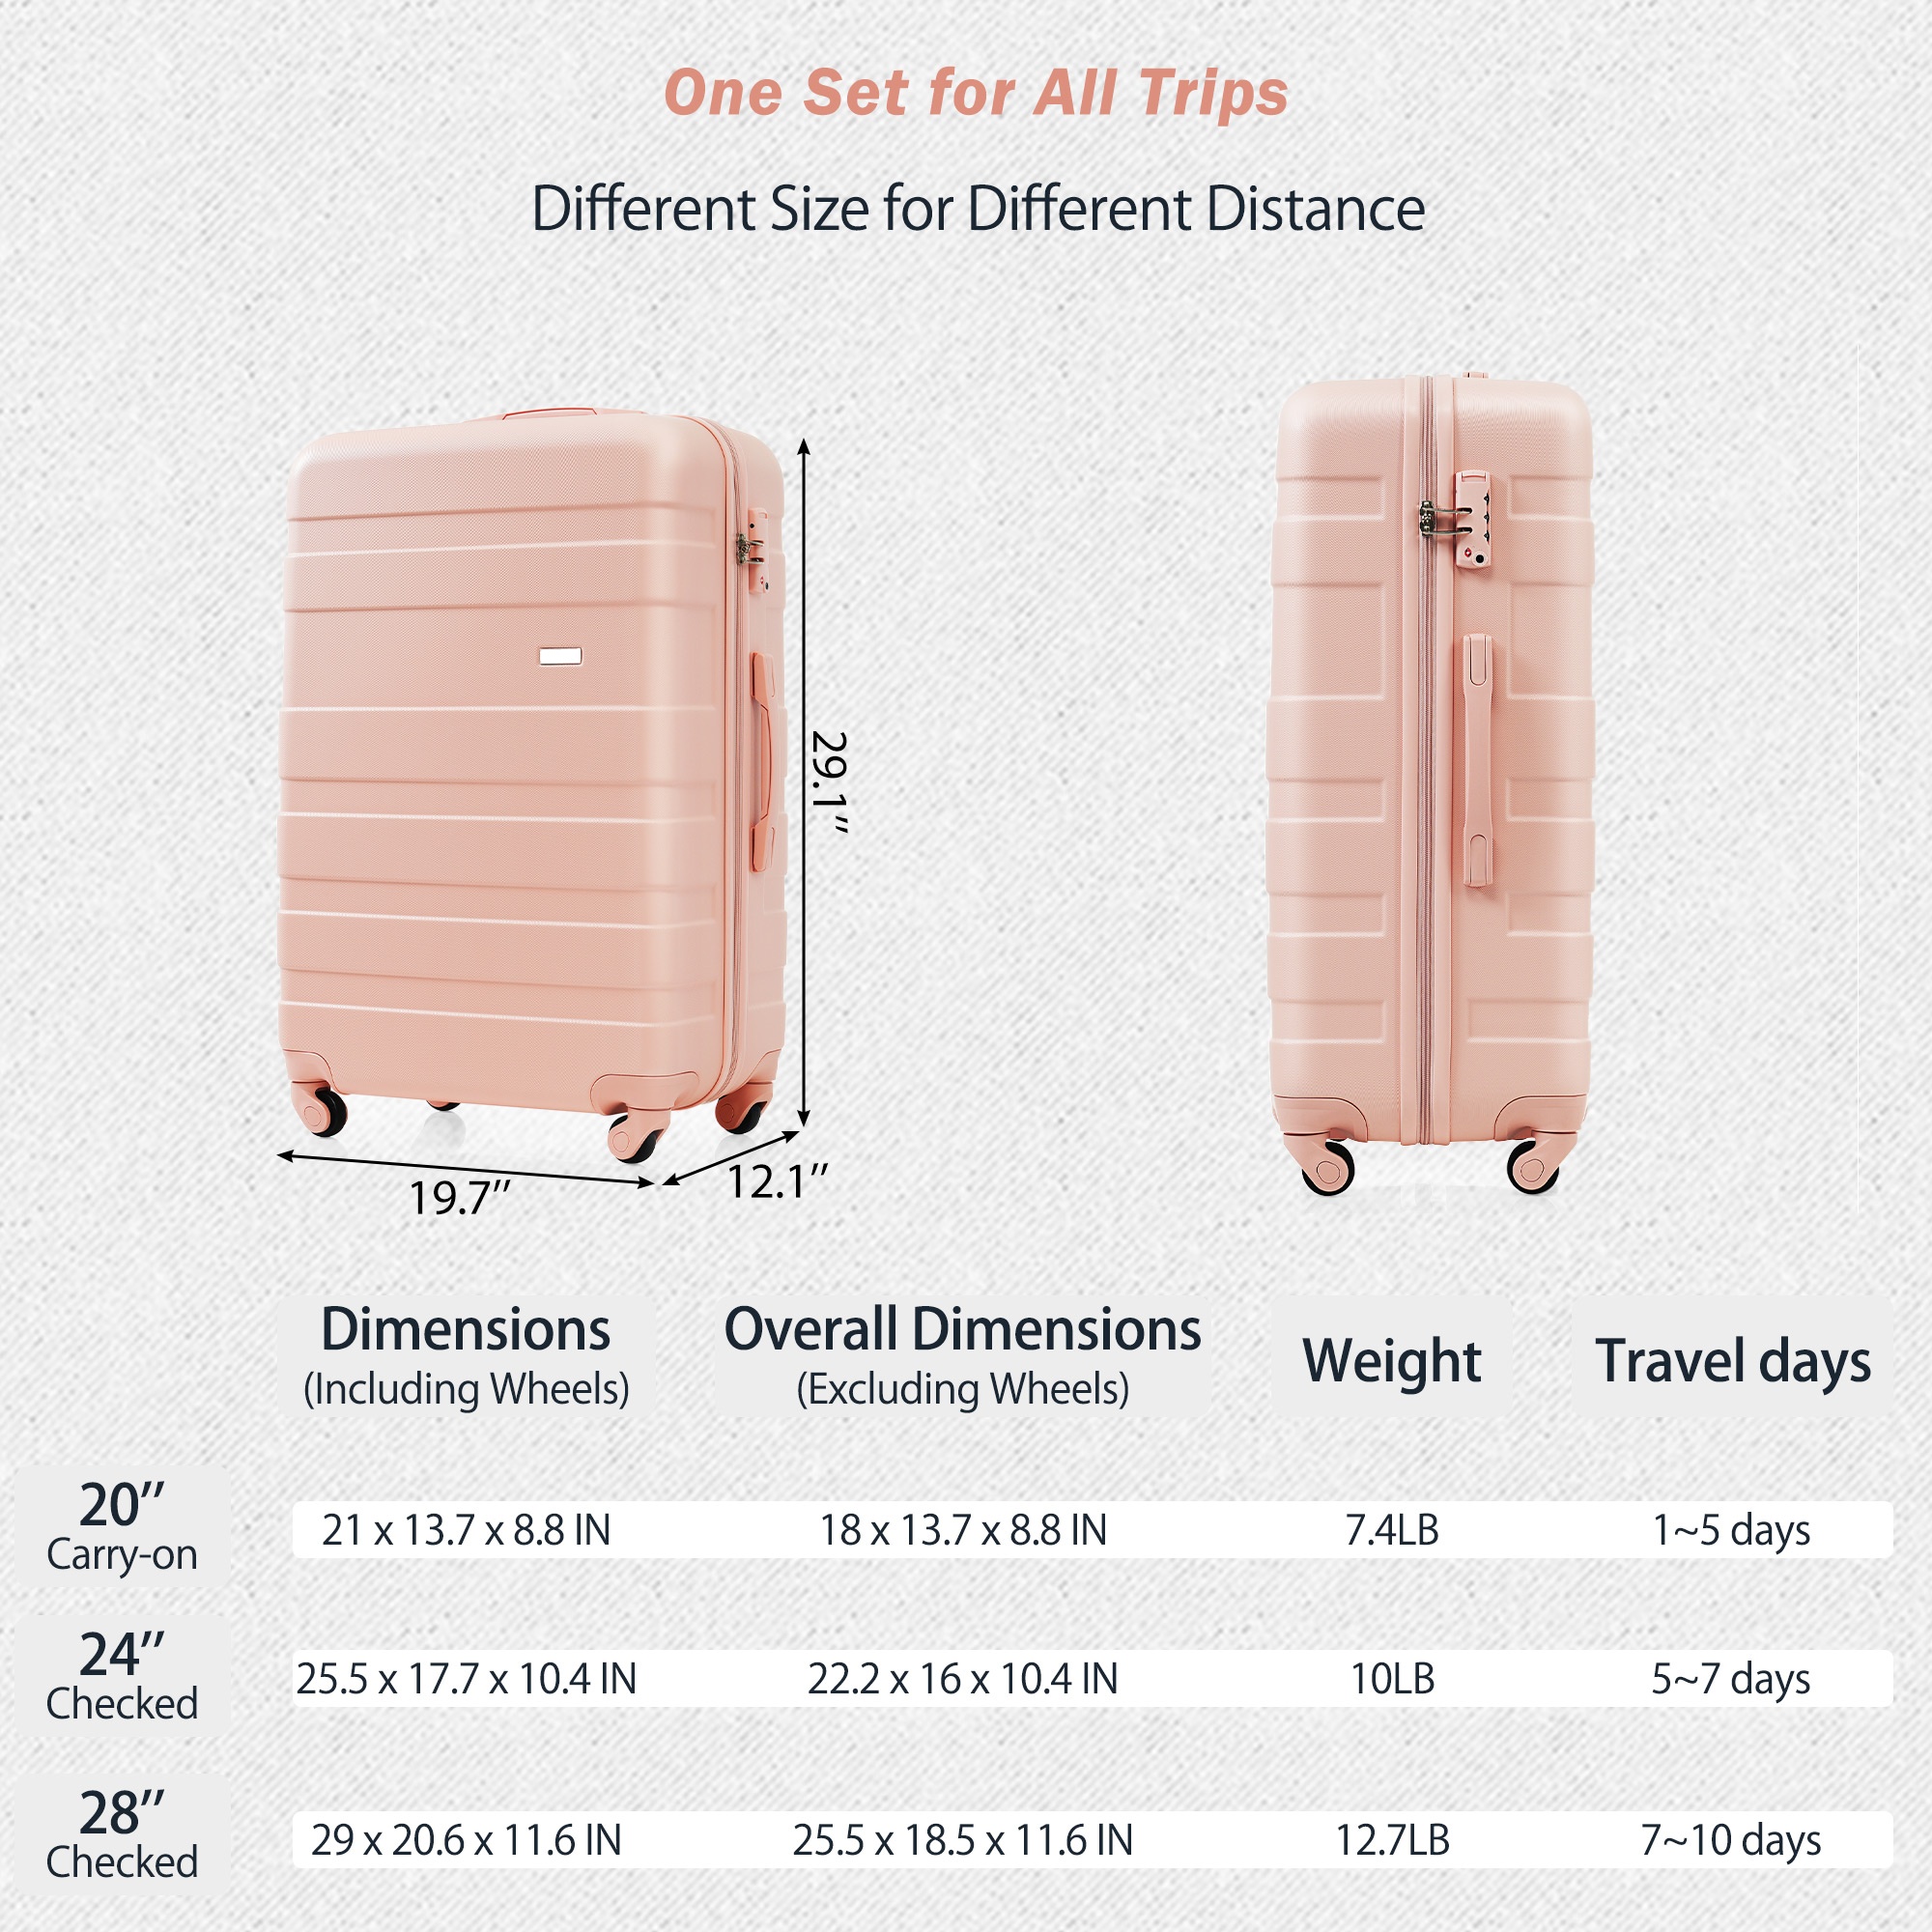 One Set for All Trips
Different Size for Different Distance
29.1’’
19.7’’
12.1’’
Dimensions
(Including Wheels)
Overall Dimensions
(Excluding Wheels)
Weight
Travel days
20’’
Carry-on
21 x 13.7 x 8.8 IN
18 x 13.7 x 8.8 IN
7.4LB
1~5 days
24’’
Checked
25.5 x 17.7 x 10.4 IN
22.2 x 16 x 10.4 IN
10LB
5~7 days
28’’
Checked
29 x 20.6 x 11.6 IN
25.5 x 18.5 x 11.6 IN
12.7LB
7~10 days